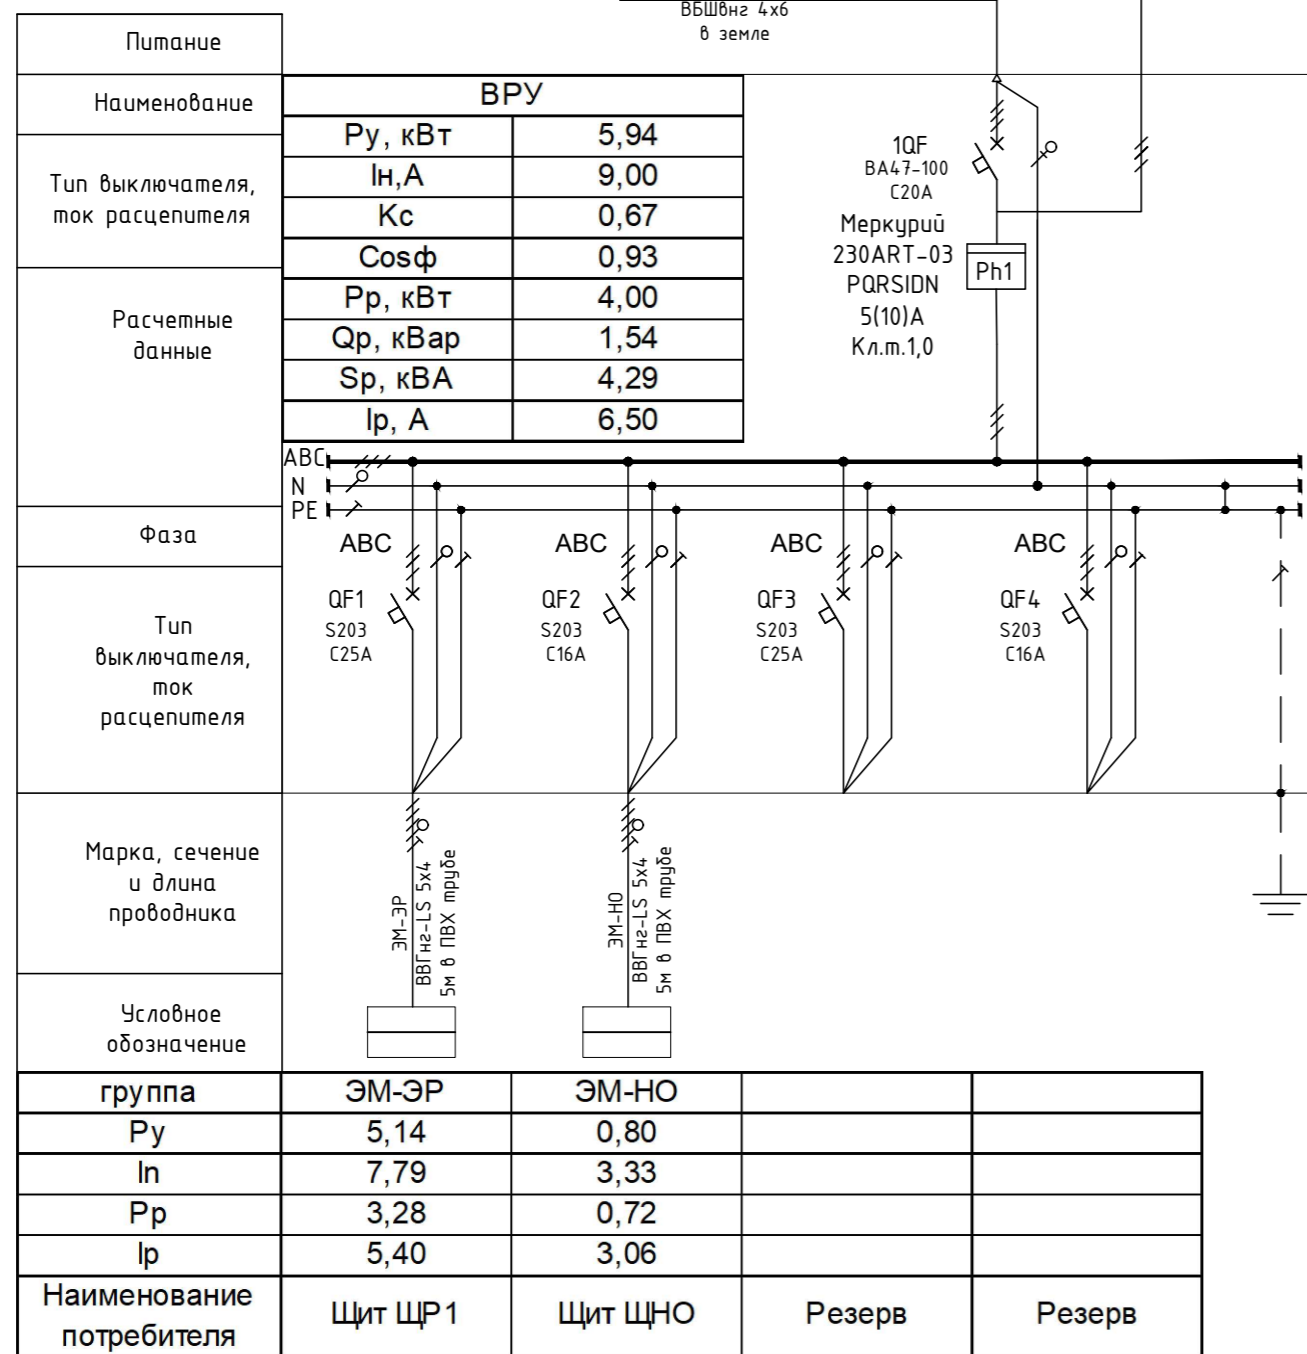 ВБШвнг 4х6
в земле
Питание
Наименование
Тип выключателя,
ток расцепителя
Расчетные
данные
Фаза
Тип
выключателя,
ток
расцепителя
Марка, сечение
и длина
проводника
Условное
обозначение
ВРУ
Ру, кВт 5,94
Iн,А 9,00
Кс 0,67
Cosф 0,93
Рр, кВт 4,00
Qp, кВар 1,54
Sp, кВА 4,29
Ip, А 6,50
1QF
ВА47-100
С20А
Меркурий
230ART-03
PQRSIDN
5(10)А
Кл.т.1,0
Ph1
ABC
N
PE
ABC
QF1
S203
C25A
ABC
QF2
S203
C16A
ABC
QF3
S203
C25A
ABC
QF4
S203
C16A
ЭМ-ЭР
ВВГнг-LS 5х4
5м в ПВХ трубе
ЭМ-НО
ВВГнг-LS 5х4
5м в ПВХ трубе
группа ЭМ-ЭР ЭМ-НО
Ру 5,14 0,80
In 7,79 3,33
Рр 3,28 0,72
Ip 5,40 3,06
Наименование
потребителя
Щит ЩР1 Щит ЩНО Резерв Резерв